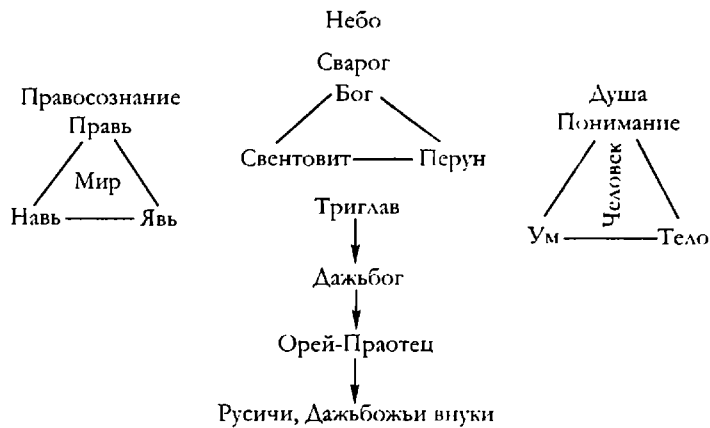 Небо
Сварог
Бог
Свентовит
Перун
Триглав
Дажьбог
Орей-Праотец
Русичи, Дажьбожьи внуки
Правосознание
Правь
Мир
Навь
Явь
Душа
Понимание
Человек
Ум
Тело